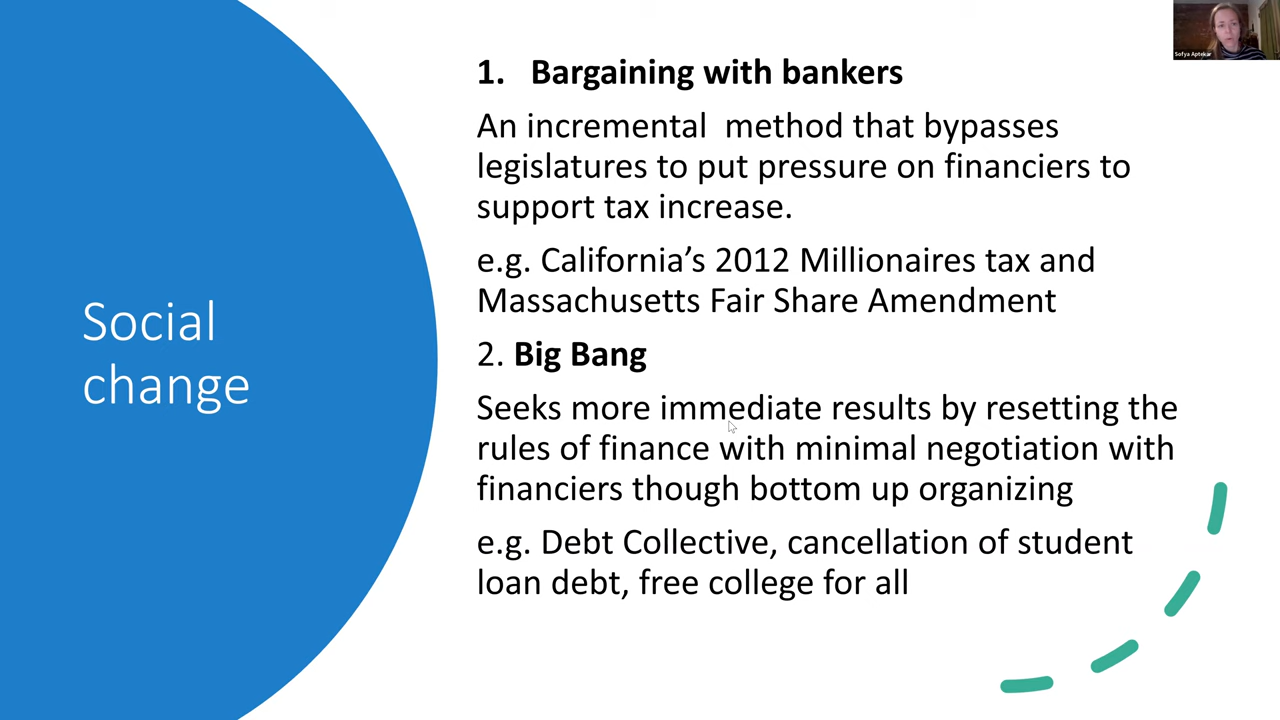 Social
change
1. Bargaining with bankers
An incremental method that bypasses
legislatures to put pressure on financiers to
support tax increase.
e.g. California’s 2012 Millionaires tax and
Massachusetts Fair Share Amendment
2. Big Bang
Seeks more immediate results by resetting the
rules of finance with minimal negotiation with
financiers though bottom up organizing
e.g. Debt Collective, cancellation of student
loan debt, free college for all
Sofya Aptekar